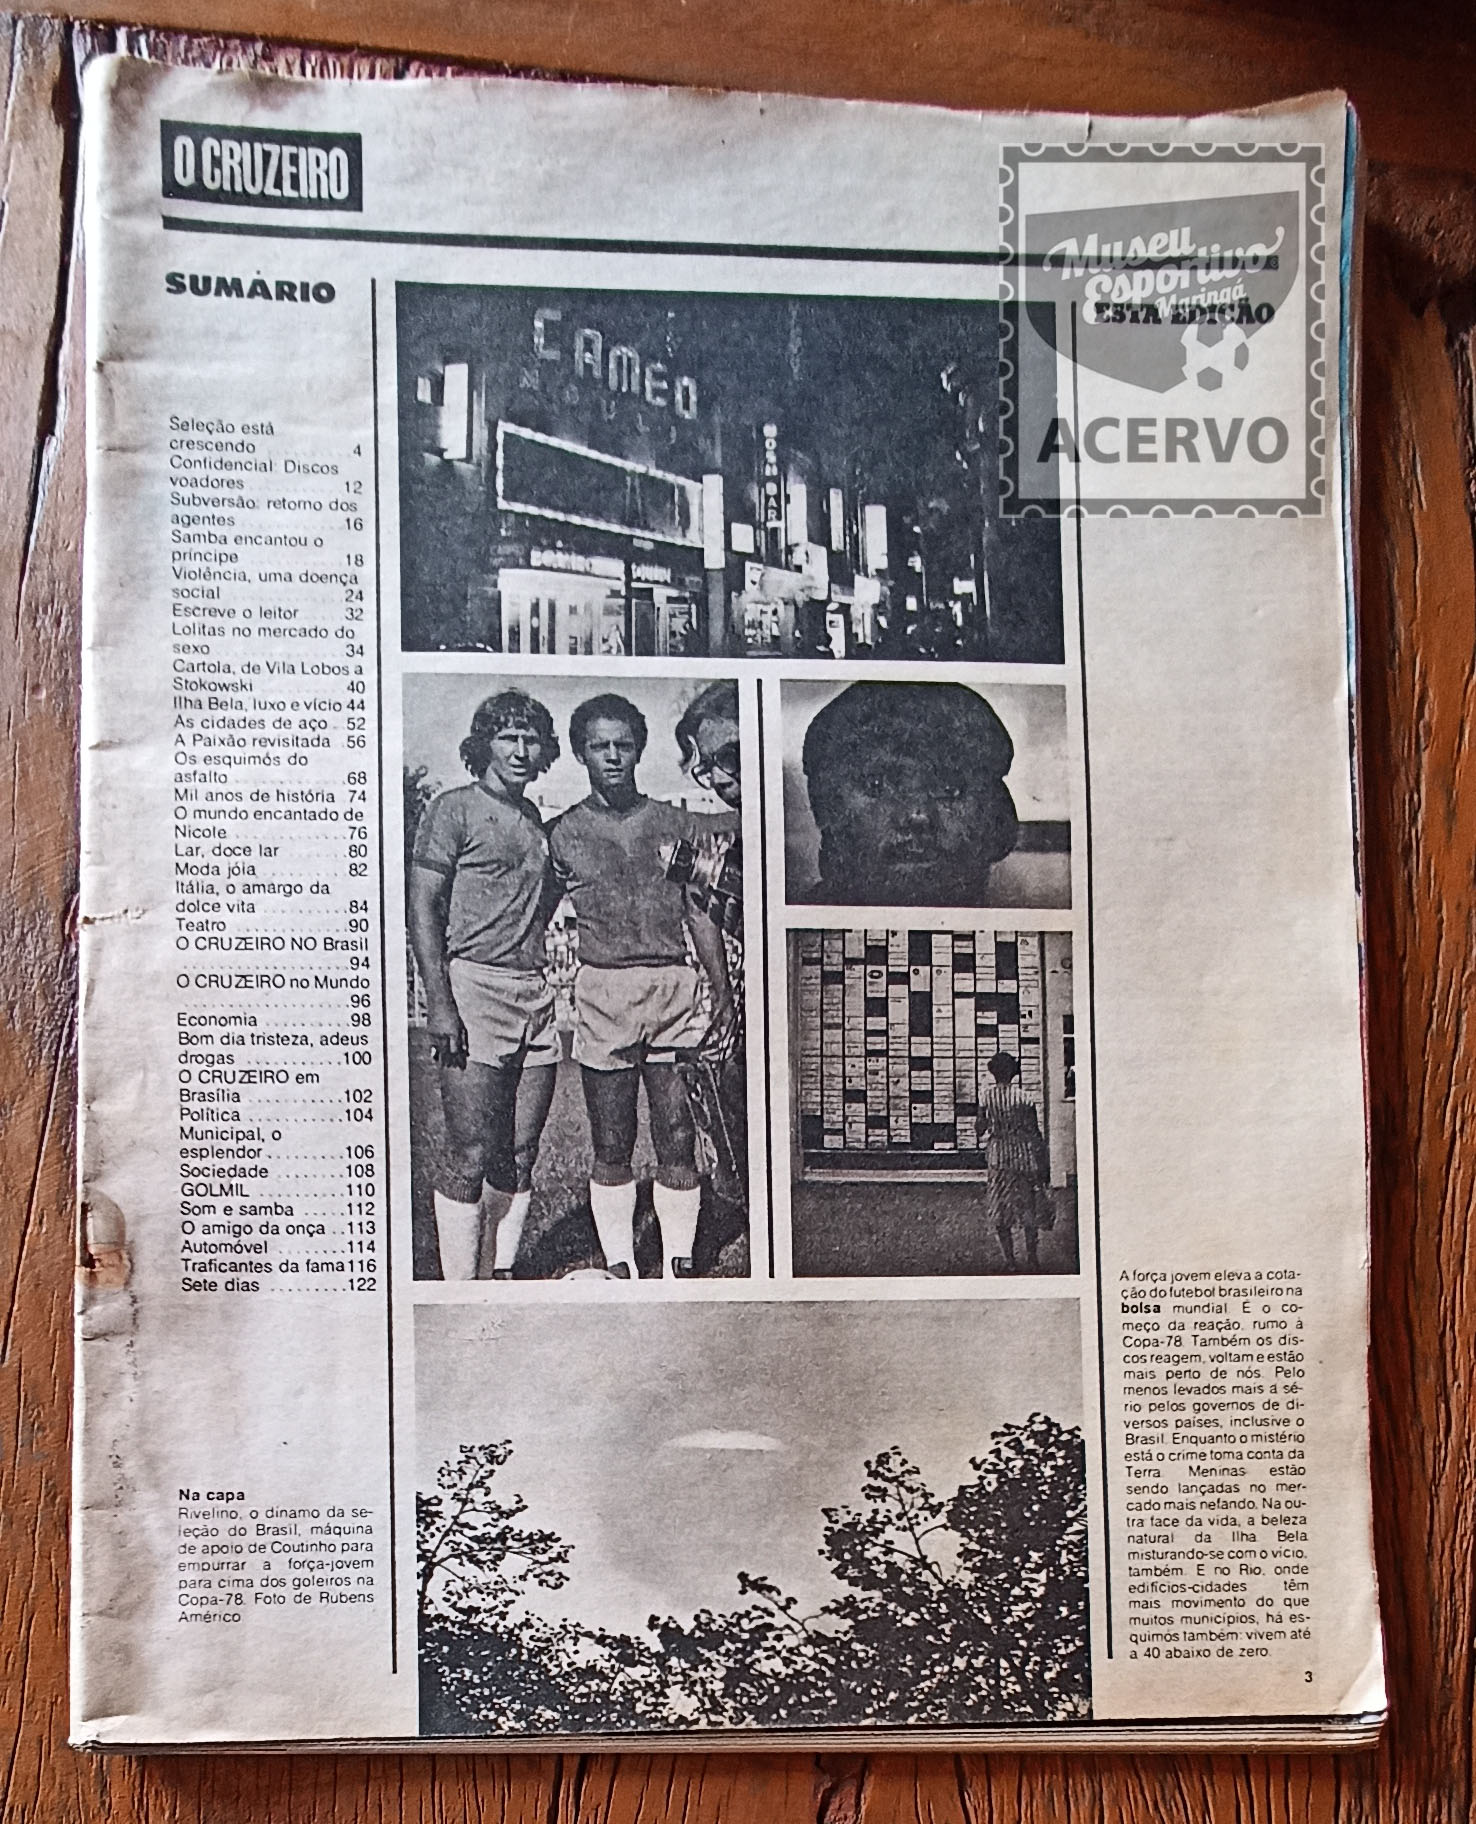 O CRUZEIRO
SUMÁRIO
Seleção está
crescendo ......... 4
Confidencial: Discos
voadores ......... 12
Subversão: retorno dos
agentes ......... 16
Samba encantou o
príncipe ......... 18
Violência, uma doença
social ......... 24
Escreve o leitor ..... 32
Lolitas no mercado do
sexo ......... 34
Cartola, de Vila Lobos a
Stokowski ......... 40
Ilha Bela, luxo e vício 44
As cidades de aço . 52
A Paixão revisitada . 56
Os esquimós do
asfalto .......... 68
Mil anos de história . 74
O mundo encantado de
Nicole ........... 76
Lar, doce lar ....... 80
Moda jóia ......... 82
Itália, o amargo da
dolce vita .......... 84
Teatro ............ 90
O CRUZEIRO NO Brasil
................... 94
O CRUZEIRO no Mundo
................... 96
Economia .......... 98
Bom dia tristeza, adeus
drogas ........... 100
O CRUZEIRO em
Brasília .......... 102
Política ........... 104
Municipal, o
esplendor ......... 106
Sociedade ....... 108
GOLMIL .......... 110
Som e samba ..... 112
O amigo da onça .. 113
Automóvel ....... 114
Traficantes da fama 116
Sete dias ......... 122
Na capa
Rivelino, o dínamo da se-
leção do Brasil, máquina
de apoio de Coutinho para
empurrar a força-jovem
para cima dos goleiros na
Copa-78. Foto de Rubens
Américo
CAMÉO
Museu
Esportivo
Maringá
ESTA EDIÇÃO
ACERVO
A força jovem eleva a cota-
ção do futebol brasileiro na
bolsa mundial. É o co-
meço da reação, rumo à
Copa-78. Também os dis-
cos reagem, voltam e estão
mais perto de nós. Pelo
menos levados mais a sé-
rio pelos governos de di-
versos países, inclusive o
Brasil. Enquanto o mistério
está o crime toma conta da
Terra. Meninas estão
sendo lançadas no mer-
cado mais nefando. Na ou-
tra face da vida, a beleza
natural da Ilha Bela
misturando-se com o vício,
também. E no Rio, onde
edifícios-cidades têm
mais movimento do que
muitos municípios, há es-
quimós também: vivem até
a 40 abaixo de zero.
3